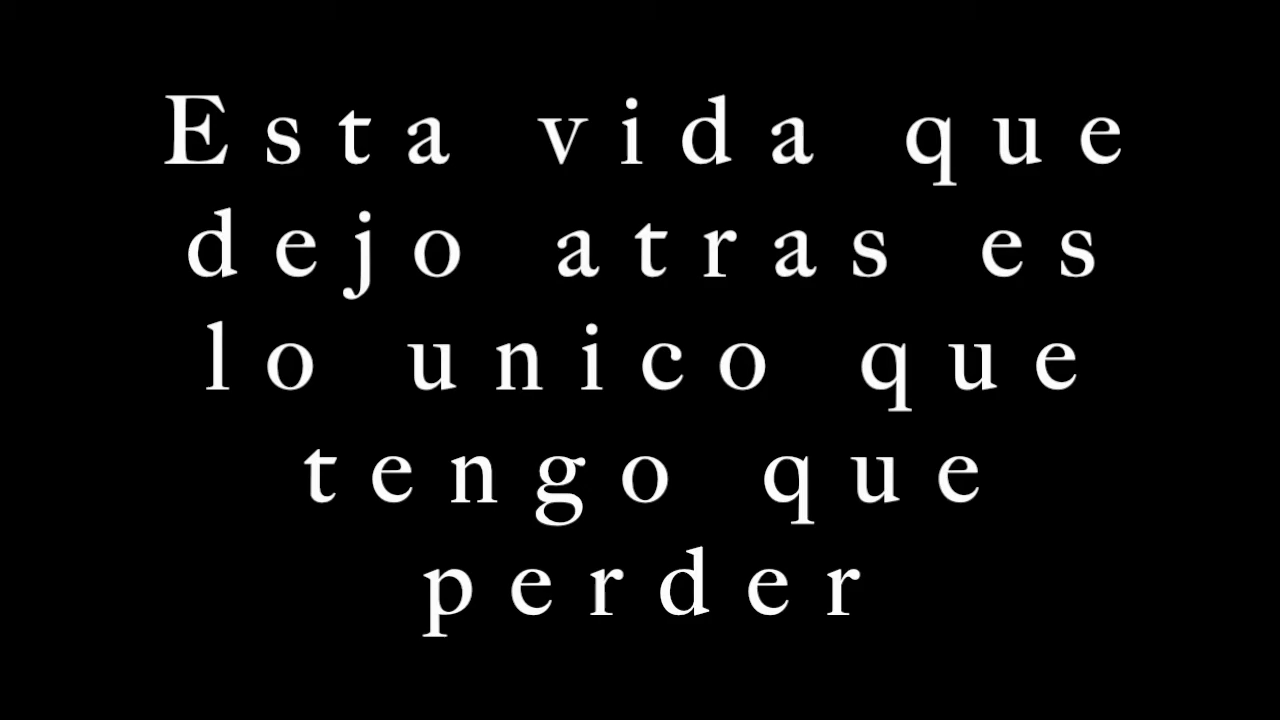 Esta vida que
dejo atras es
lo unico que
tengo que
perder